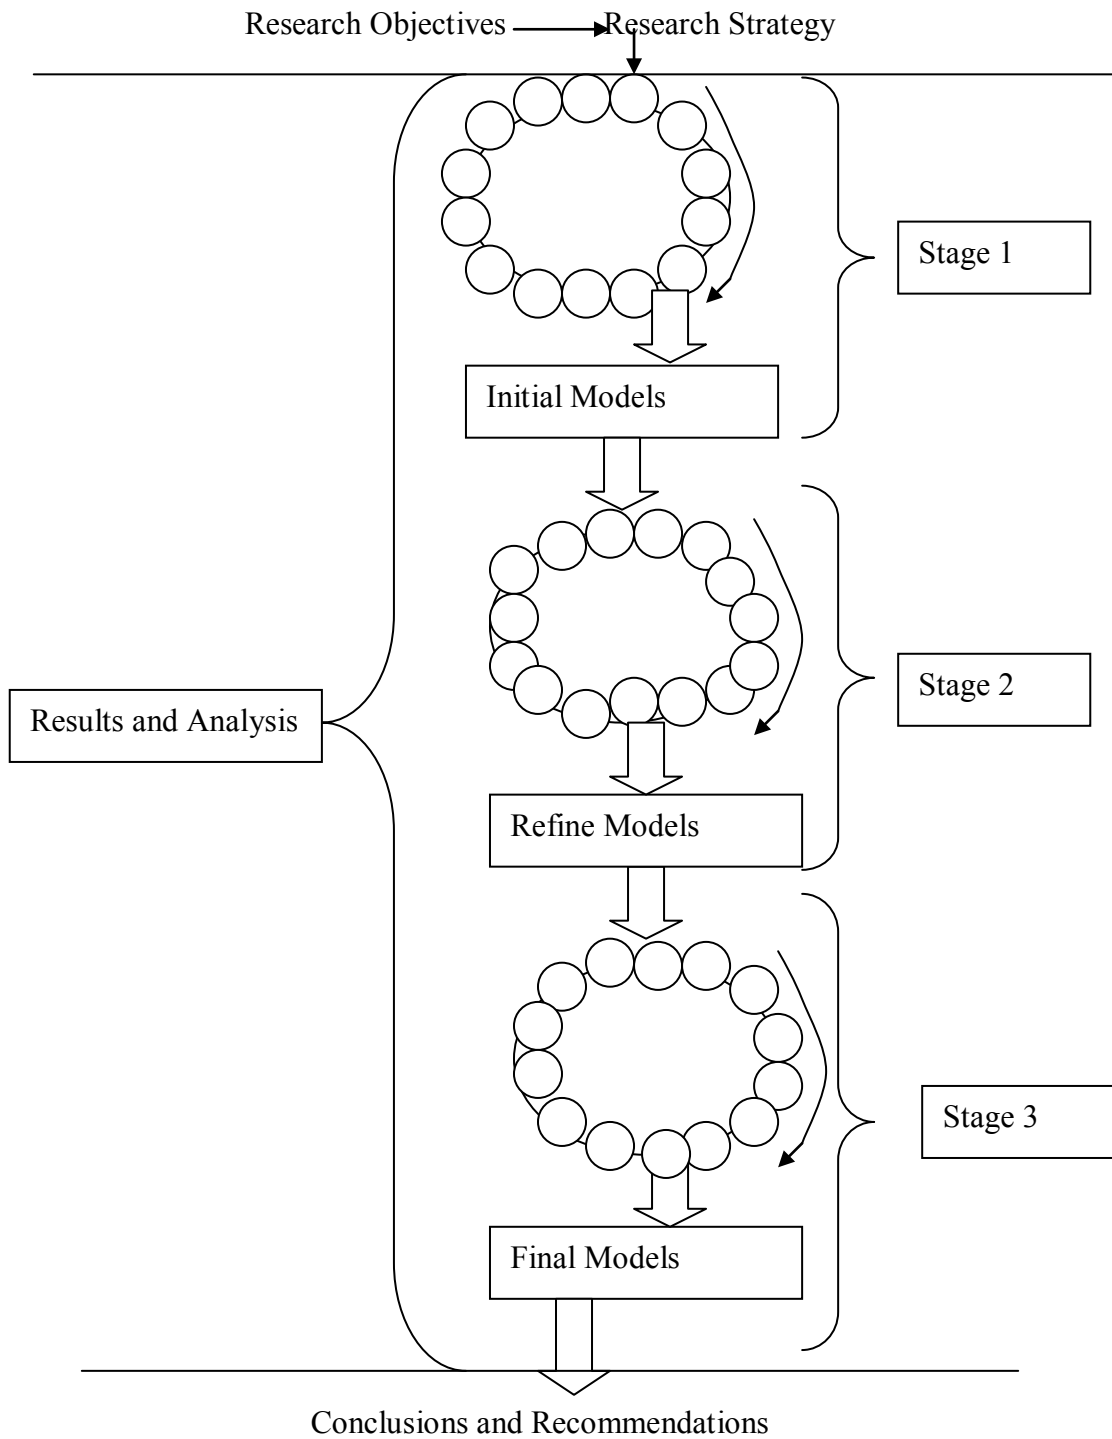 Research Objectives Research Strategy
Stage 1
Initial Models
Stage 2
Results and Analysis
Refine Models
Stage 3
Final Models
Conclusions and Recommendations